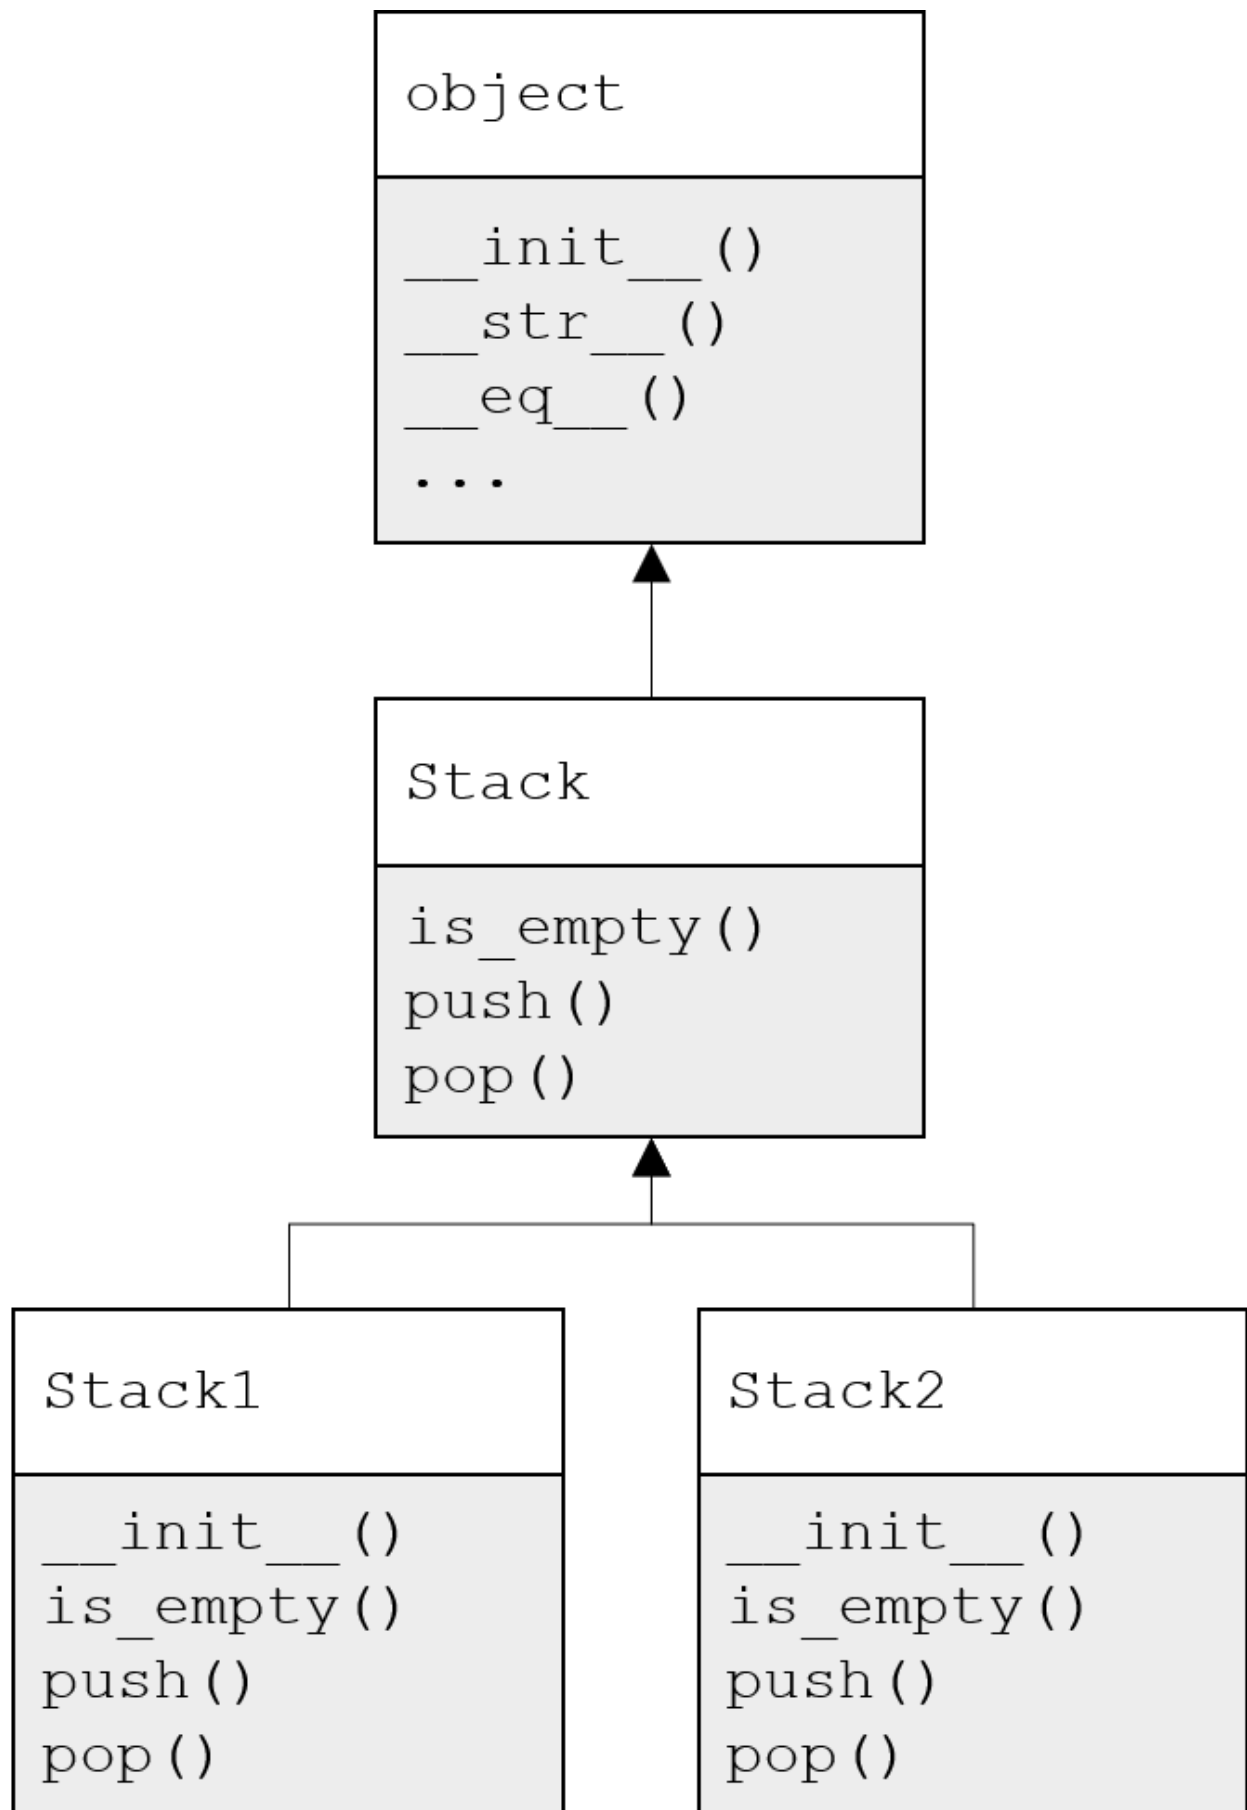 object
__init__()
__str__()
__eq__()
...
Stack
is_empty()
push()
pop()
Stack1
__init__()
is_empty()
push()
pop()
Stack2
__init__()
is_empty()
push()
pop()